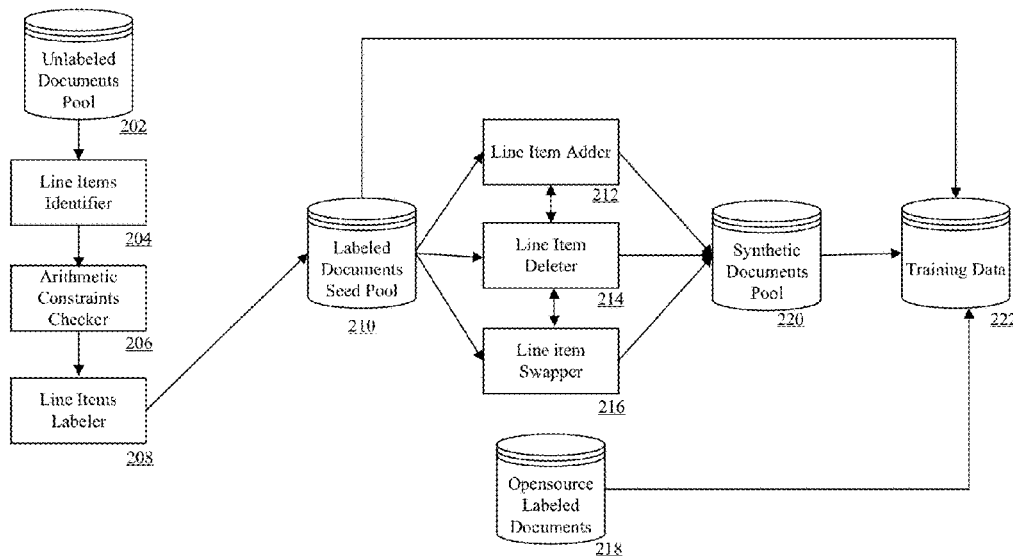 Unlabeled
Documents
Pool
202
Line Items
Identifier
204
Arithmetic
Constraints
Checker
206
Line Items
Labeler
208
Labeled
Documents
Seed Pool
210
Line Item Adder
212
Line Item
Deleter
214
Line item
Swapper
216
Opensource
Labeled
Documents
218
Synthetic
Documents
Pool
220
Training Data
222